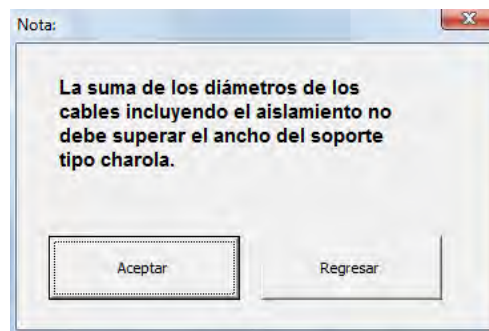 Nota:
La suma de los diámetros de los
cables incluyendo el aislamiento no
debe superar el ancho del soporte
tipo charola.
Aceptar Regresar